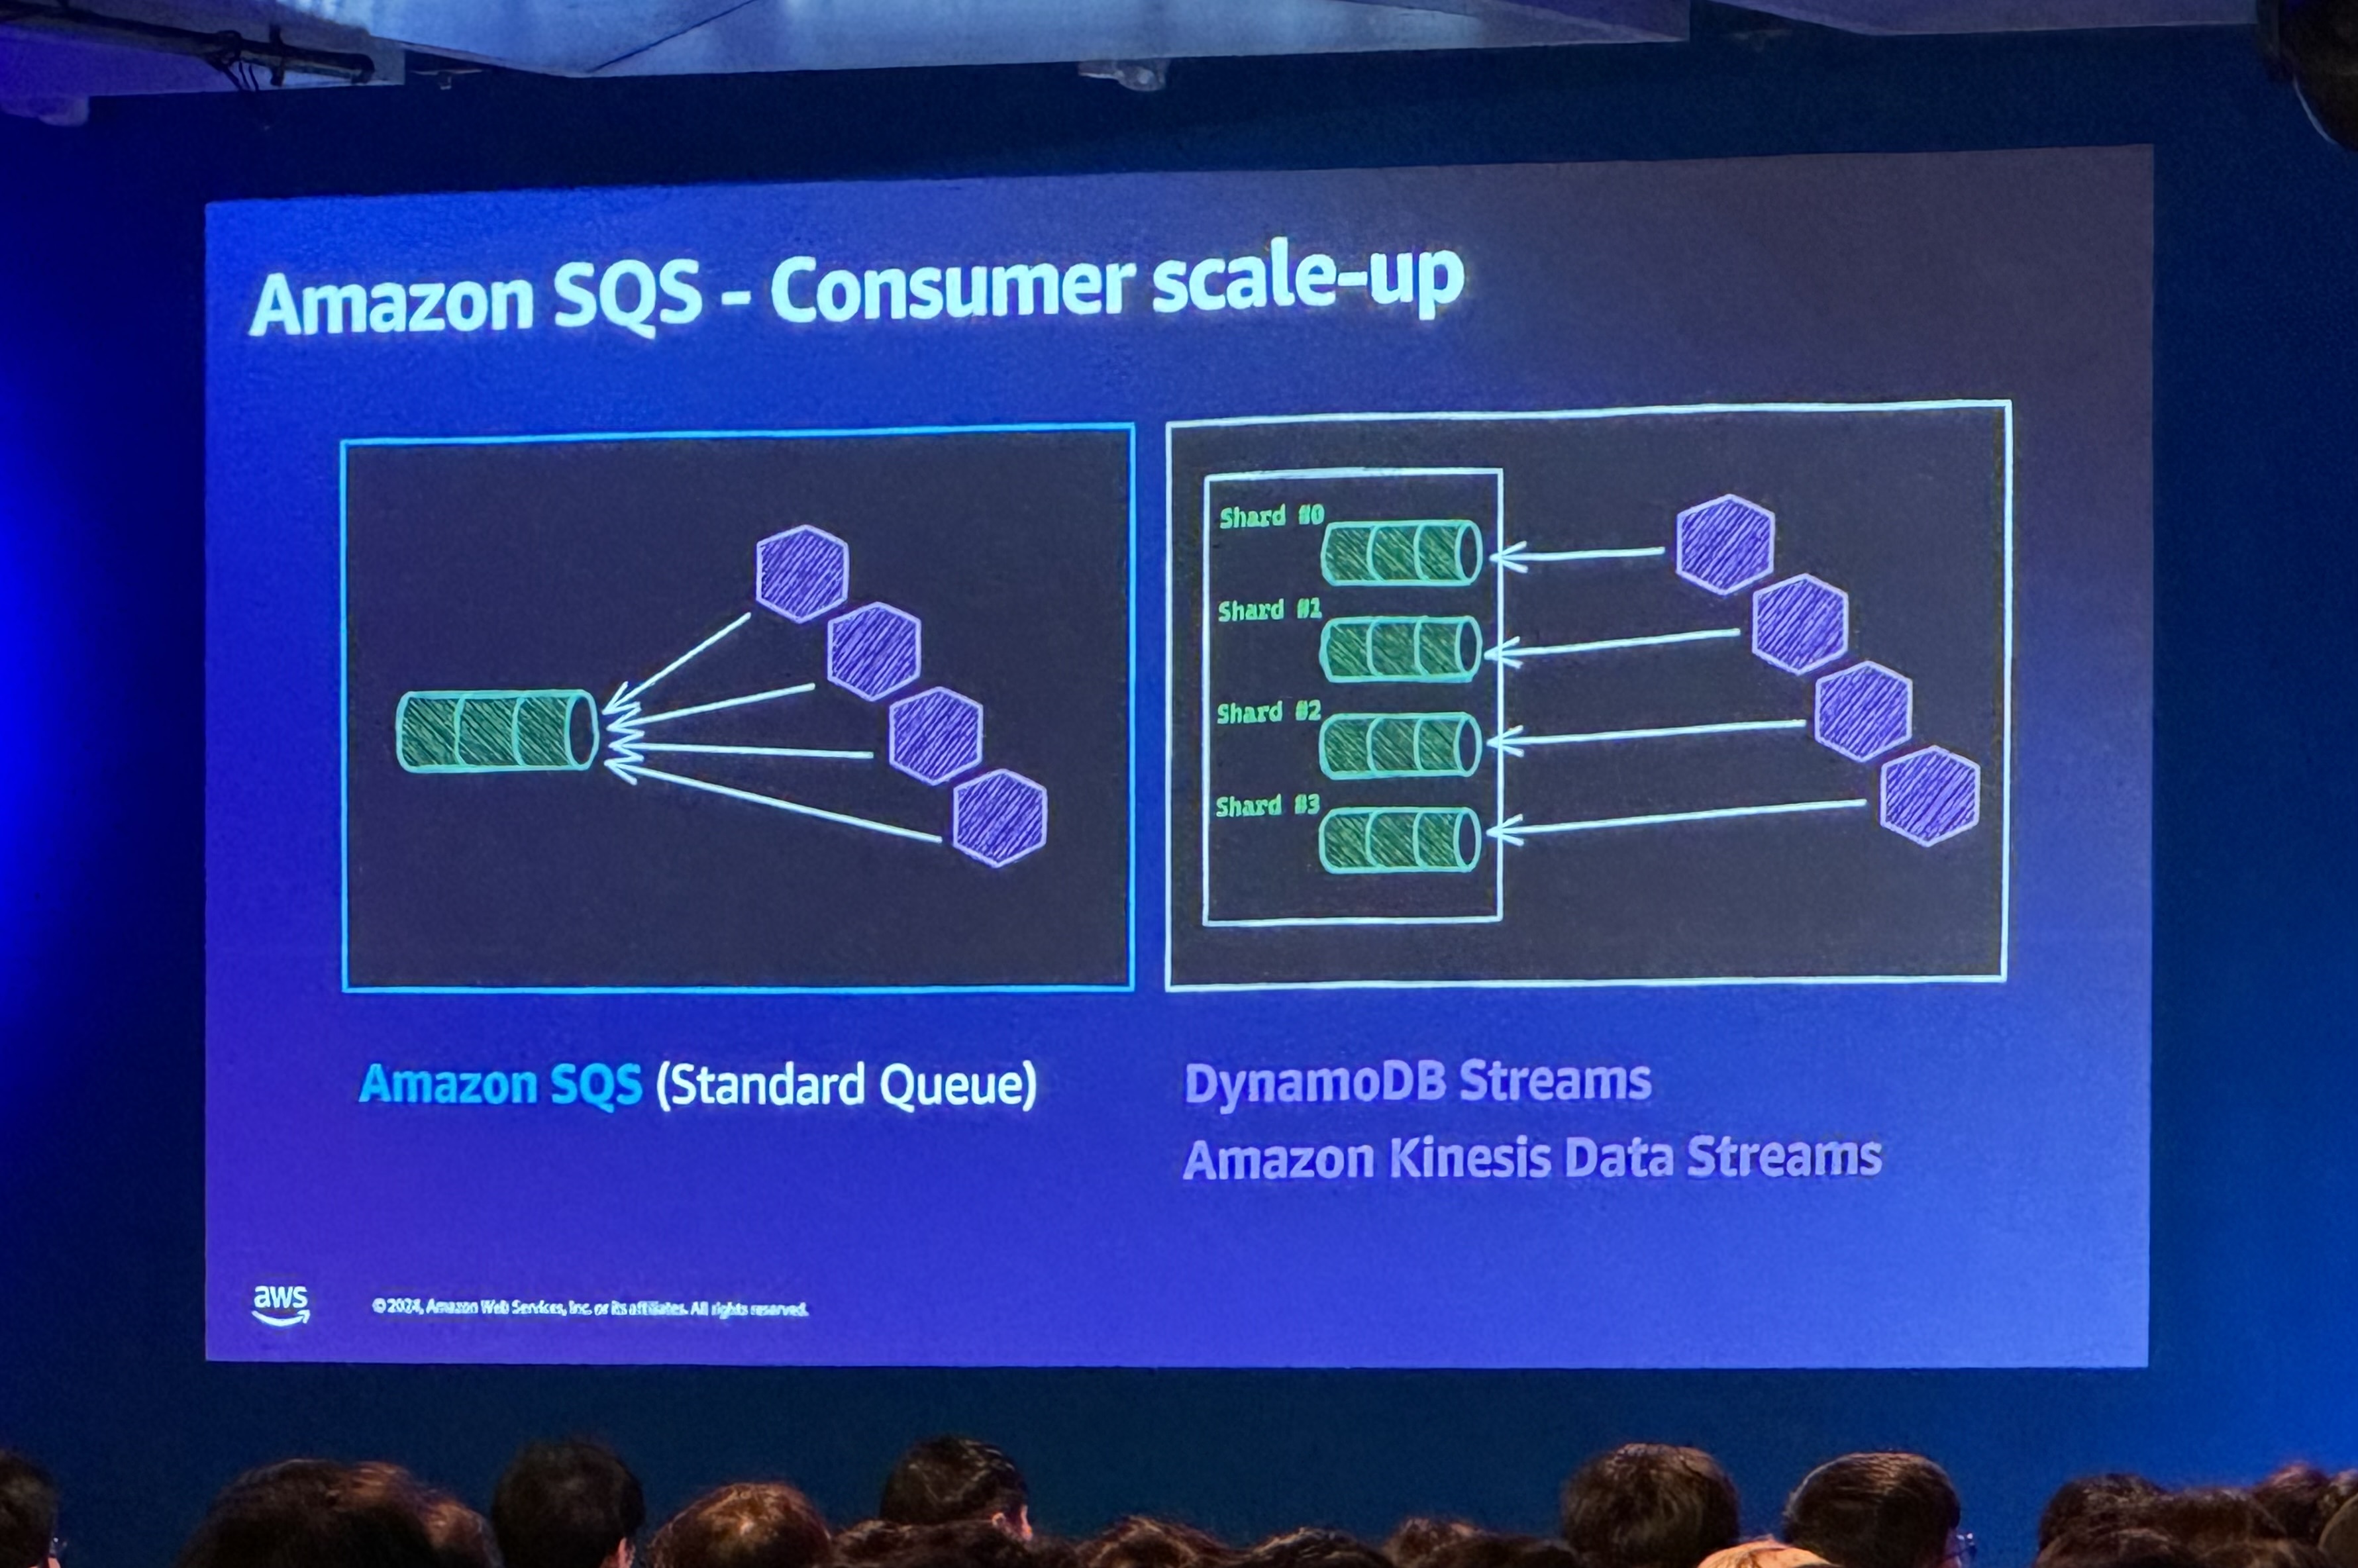 Amazon SQS - Consumer scale-up
Shard #0
Shard #1
Shard #2
Shard #3
Amazon SQS (Standard Queue)
DynamoDB Streams
Amazon Kinesis Data Streams
aws
© 2024, Amazon Web Services, Inc. or its affiliates. All rights reserved.